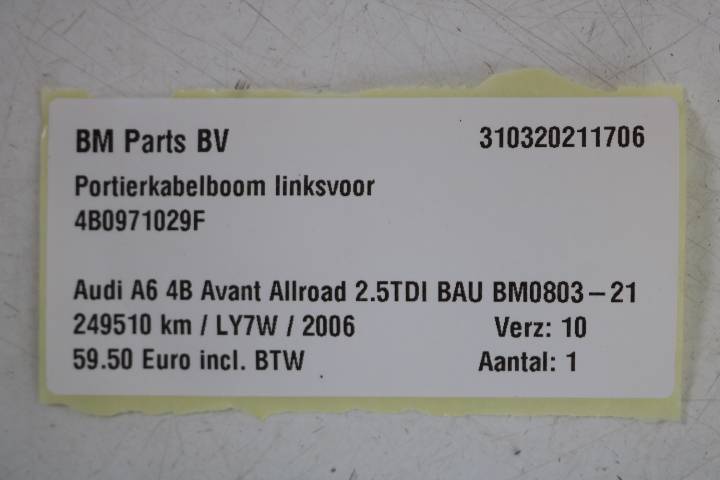 BM Parts BV 310320211706
Portierkabelboom linksvoor
4B0971029F
Audi A6 4B Avant Allroad 2.5TDI BAU BM0803-21
249510 km / LY7W / 2006 Verz: 10
59.50 Euro incl. BTW Aantal: 1